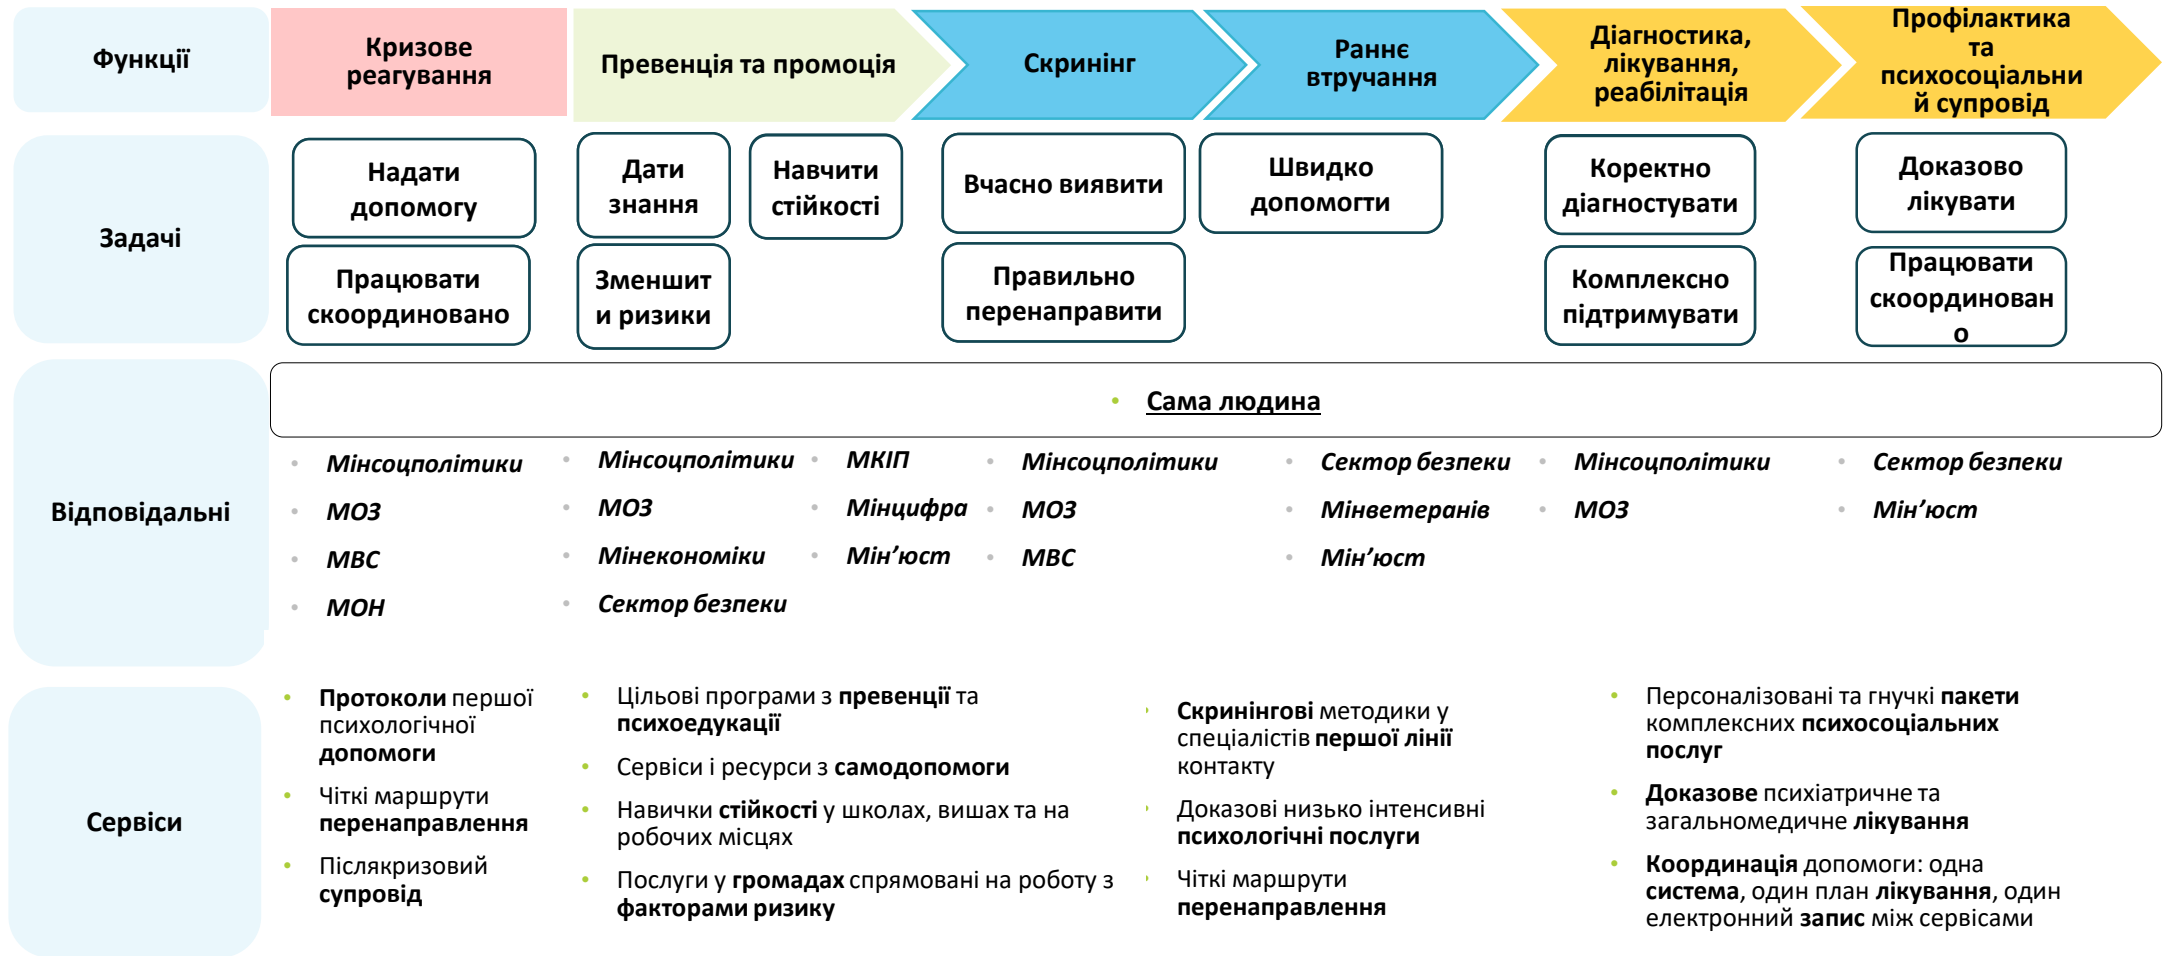 Функції
Кризове
реагування
Превенція та промоція
Скринінг
Раннє
втручання
Діагностика,
лікування,
реабілітація
Профілактика
та
психосоціальни
й супровід
Задачі
Надати
допомогу
Працювати
скоординовано
Дати
знання
Навчити
стійкості
Зменшит
и ризики
Вчасно виявити
Правильно
перенаправити
Швидко
допомогти
Коректно
діагностувати
Комплексно
підтримувати
Доказово
лікувати
Працювати
скоординован
о
Відповідальні
• Сама людина
• Мінсоцполітики
• МОЗ
• МВС
• МОН
• Мінсоцполітики
• МОЗ
• Мінекономіки
• Сектор безпеки
• МКІП
• Мінцифра
• Мін’юст
• Мінсоцполітики
• МОЗ
• МВС
• Сектор безпеки
• Мінветеранів
• Мін’юст
• Мінсоцполітики
• МОЗ
• Сектор безпеки
• Мін’юст
Сервіси
• Протоколи першої
психологічної
допомоги
• Чіткі маршрути
перенаправлення
• Післякризовий
супровід
• Цільові програми з превенції та
психоедукації
• Сервіси і ресурси з самодопомоги
• Навички стійкості у школах, вишах та на
робочих місцях
• Послуги у громадах спрямовані на роботу з
факторами ризику
• Скринінгові методики у
спеціалістів першої лінії
контакту
• Доказові низько інтенсивні
психологічні послуги
• Чіткі маршрути
перенаправлення
• Персоналізовані та гнучкі пакети
комплексних психосоціальних
послуг
• Доказове психіатричне та
загальномедичне лікування
• Координація допомоги: одна
система, один план лікування, один
електронний запис між сервісами